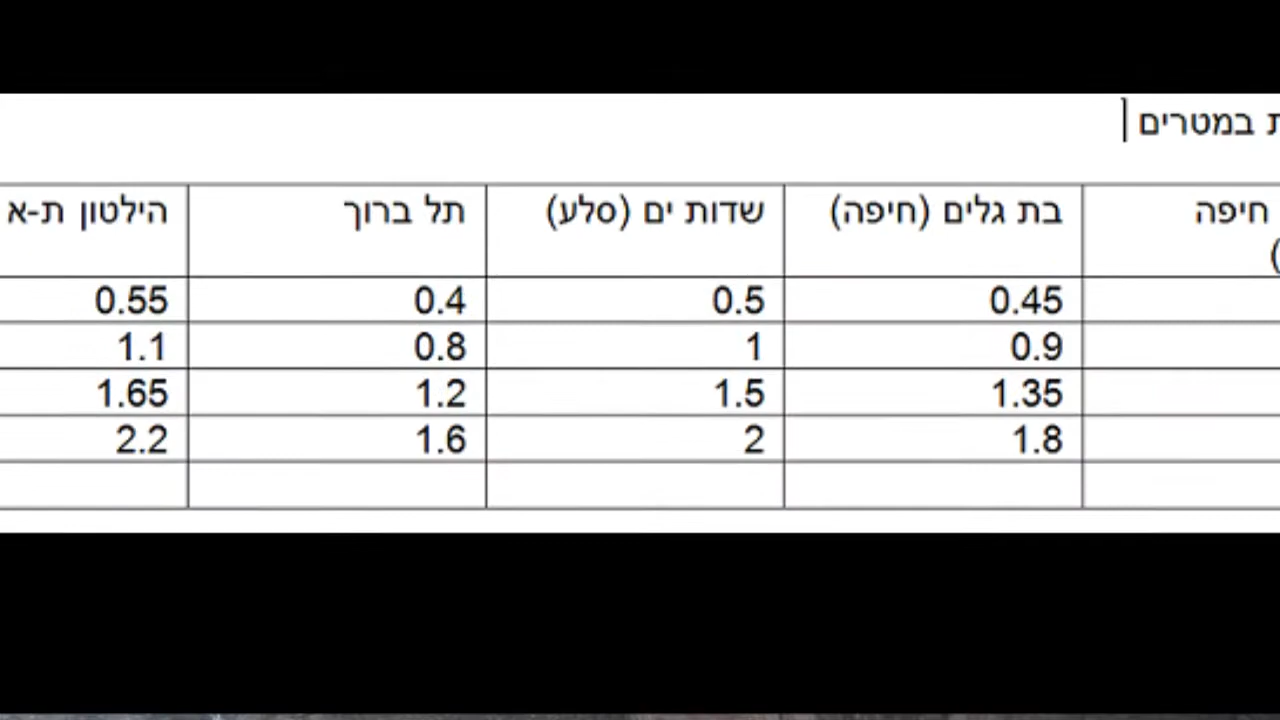 במטרים
חיפה בת גלים (חיפה) שדות ים (סלע) תל ברוך הילטון ת-א
0.45 0.5 0.4 0.55
0.9 1 0.8 1.1
1.35 1.5 1.2 1.65
1.8 2 1.6 2.2